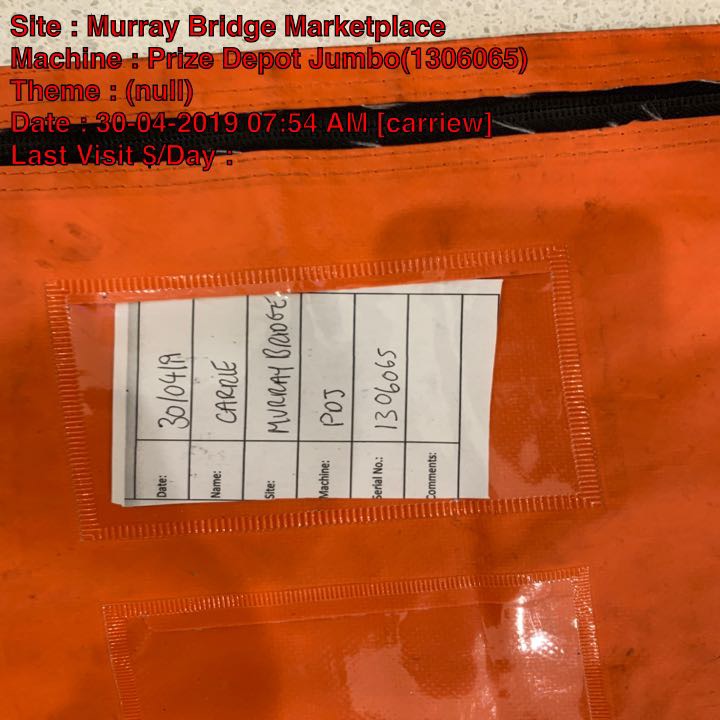 Site : Murray Bridge Marketplace
Machine : Prize Depot Jumbo(1306065)
Theme : (null)
Date : 30-04-2019 07:54 AM [carriew]
Last Visit $/Day :
Date: 30/04/19
Name: CARRIE
Site: MURRAY BRIDGE
Machine: PDJ
Serial No.: 1306065
Comments: